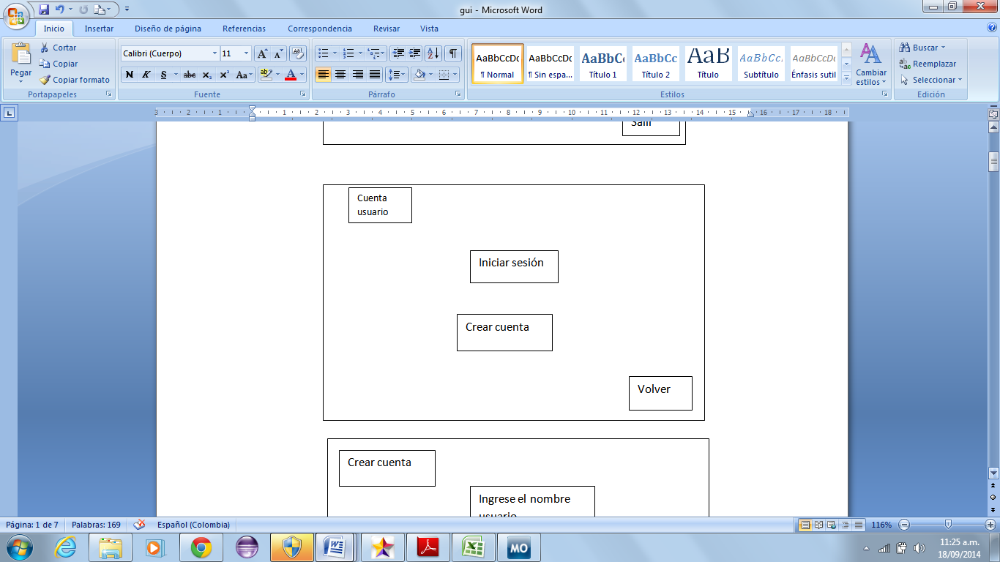 gui - Microsoft Word
Inicio Insertar Diseño de página Referencias Correspondencia Revisar Vista
Pegar
Cortar
Copiar
Copiar formato
Portapapeles
Calibri (Cuerpo) 11
N K S abc x₂ x² Aa
Fuente
Párrafo
AaBbCcDc AaBbCcDc AaBbCc AaBbCc AaB AaBbCc. AaBbCcDc
¶ Normal ¶ Sin espa... Título 1 Título 2 Título Subtítulo Énfasis sutil
Estilos
Cambiar
estilos
Buscar
Reemplazar
Seleccionar
Edición
3 2 1 1 2 3 4 5 6 7 8 9 10 11 12 13 14 15 16 17 18
Salir
Cuenta
usuario
Iniciar sesión
Crear cuenta
Volver
Crear cuenta
Ingrese el nombre
usuario
Página: 1 de 7 Palabras: 169 Español (Colombia) 116%
MO
11:25 a.m.
18/09/2014